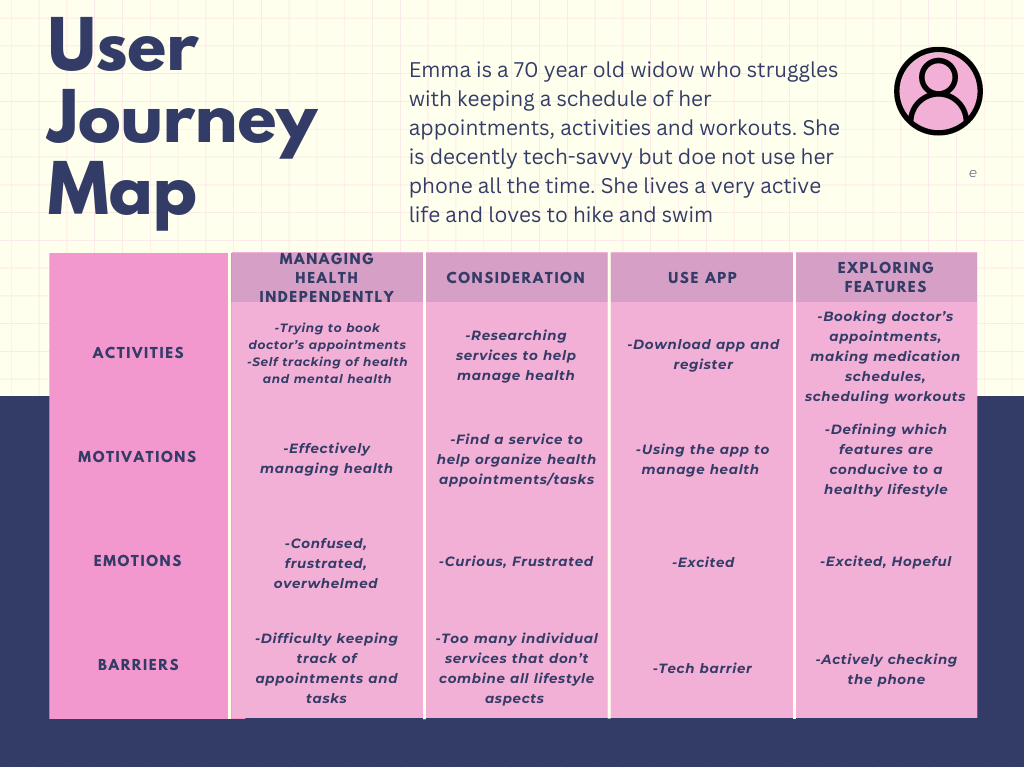 User
Journey
Map
Emma is a 70 year old widow who struggles
with keeping a schedule of her
appointments, activities and workouts. She
is decently tech-savvy but doe not use her
phone all the time. She lives a very active
life and loves to hike and swim
e
MANAGING
HEALTH
INDEPENDENTLY
CONSIDERATION
USE APP
EXPLORING
FEATURES
ACTIVITIES
-Trying to book
doctor's appointments
-Self tracking of health
and mental health
-Researching
services to help
manage health
-Download app and
register
-Booking doctor's
appointments,
making medication
schedules,
scheduling workouts
MOTIVATIONS
-Effectively
managing health
-Find a service to
help organize health
appointments/tasks
-Using the app to
manage health
-Defining which
features are
conducive to a
healthy lifestyle
EMOTIONS
-Confused,
frustrated,
overwhelmed
-Curious, Frustrated
-Excited
-Excited, Hopeful
BARRIERS
-Difficulty keeping
track of
appointments and
tasks
-Too many individual
services that don't
combine all lifestyle
aspects
-Tech barrier
-Actively checking
the phone